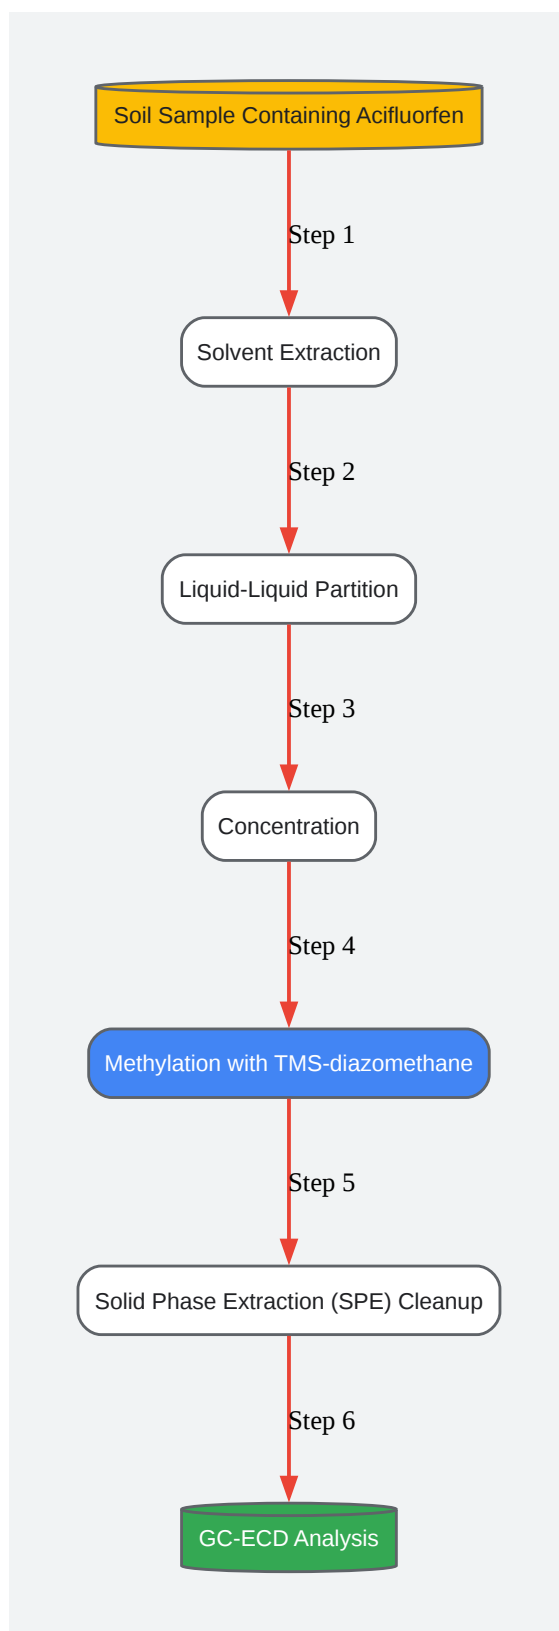 Soil Sample Containing Acifluorfen
Step 1
Solvent Extraction
Step 2
Liquid-Liquid Partition
Step 3
Concentration
Step 4
Methylation with TMS-diazomethane
Step 5
Solid Phase Extraction (SPE) Cleanup
Step 6
GC-ECD Analysis